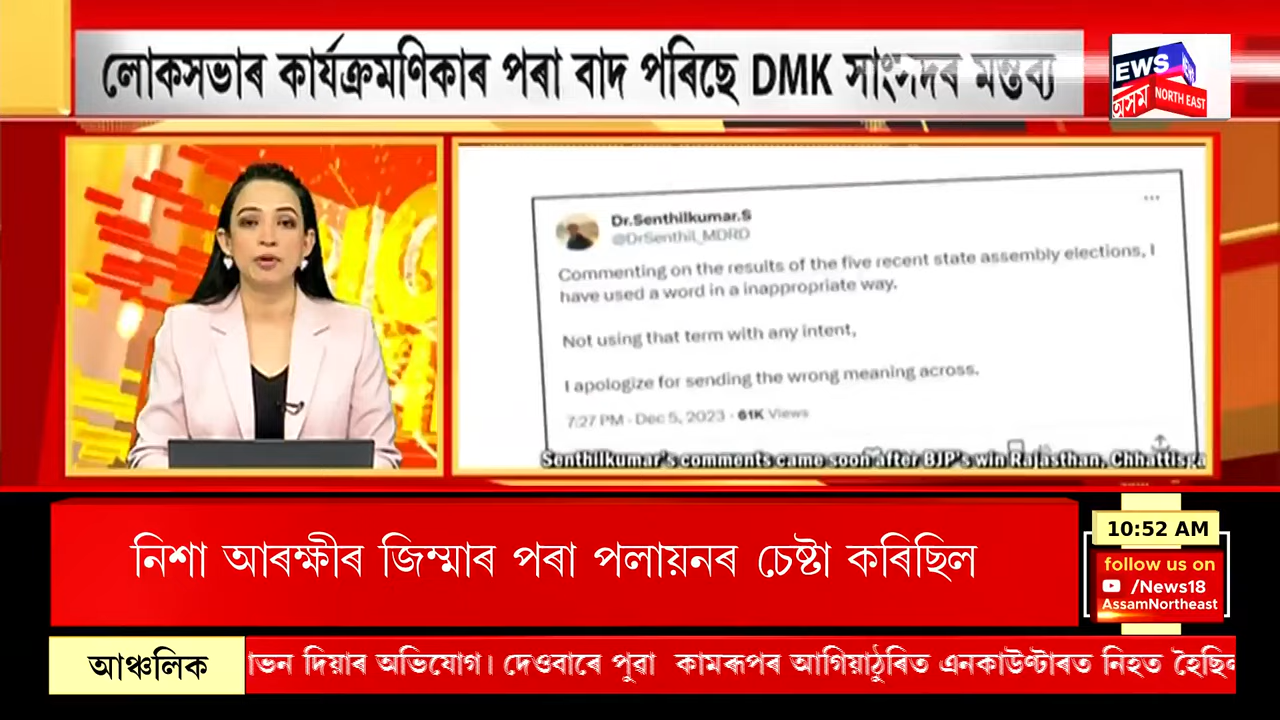 লোকসভাৰ কাৰ্যক্ৰমণিকাৰ পৰা বাদ পৰিছে DMK সাংসদৰ মন্তব্য
EWS
অসম
NORTH EAST
Dr.Senthilkumar.S
@DrSenthil_MDRD
Commenting on the results of the five recent state assembly elections, I
have used a word in a inappropriate way.
Not using that term with any intent,
I apologize for sending the wrong meaning across.
7:27 PM - Dec 5, 2023 - 61K Views
Senthilkumar's comments came soon after BJP's win Rajasthan, Chhattisga
নিশা আৰক্ষীৰ জিম্মাৰ পৰা পলায়নৰ চেষ্টা কৰিছিল
10:52 AM
follow us on
/News18
AssamNortheast
আঞ্চলিক
ভন দিয়াৰ অভিযোগ। দেওবাৰে পুৱা কামৰূপৰ আগিয়াঠুৰিত এনকাউণ্টাৰত নিহত হৈছিল